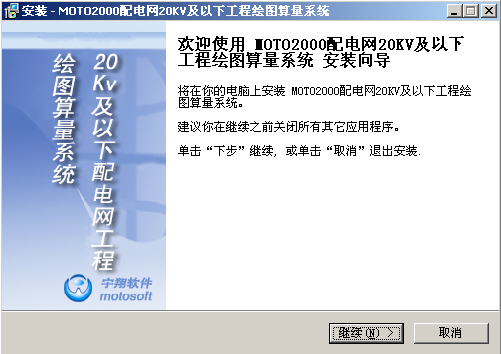 安装 - MOTO2000配电网20KV及以下工程绘图算量系统
欢迎使用 MOTO2000配电网20KV及以下
工程绘图算量系统 安装向导
将在你的电脑上安装 MOTO2000配电网20KV及以下工程绘
图算量系统。
建议你在继续之前关闭所有其它应用程序。
单击“下步”继续，或单击“取消”退出安装.
20Kv及以下配电网工程
绘图算量系统
宇翔软件
motosoft
继续(N) >
取消